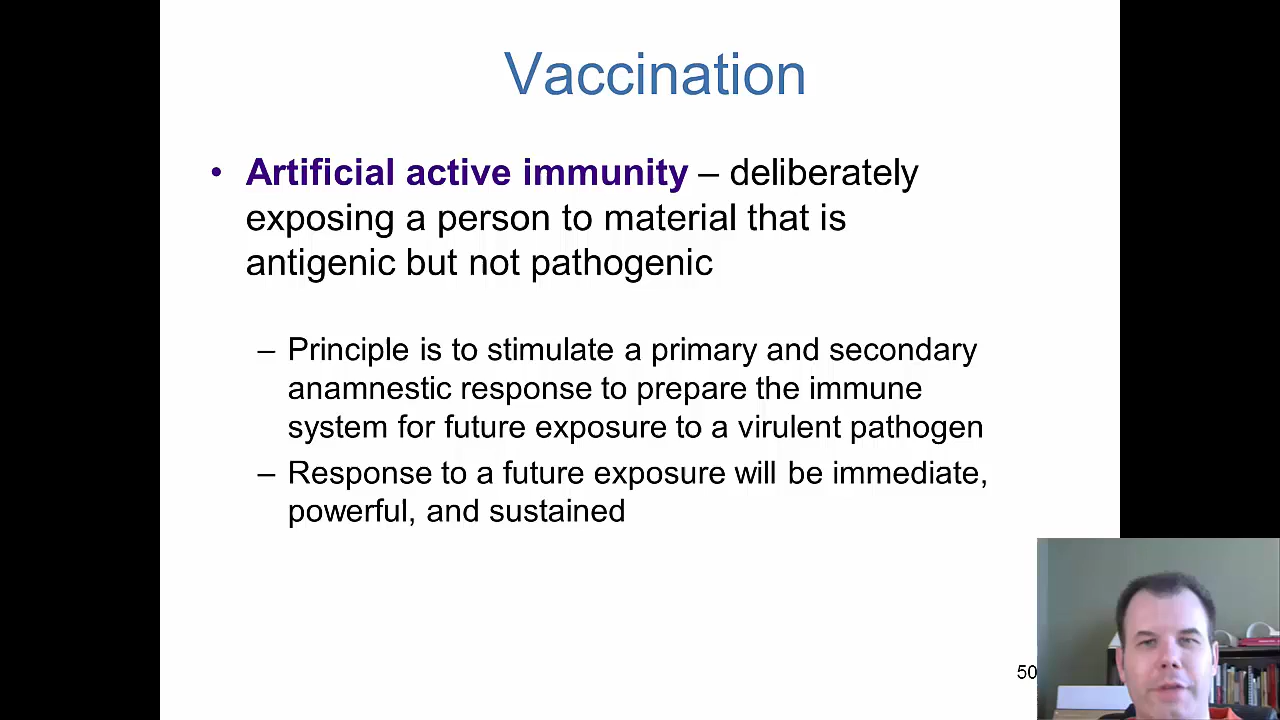 Vaccination
• Artificial active immunity – deliberately
exposing a person to material that is
antigenic but not pathogenic
– Principle is to stimulate a primary and secondary
anamnestic response to prepare the immune
system for future exposure to a virulent pathogen
– Response to a future exposure will be immediate,
powerful, and sustained
50